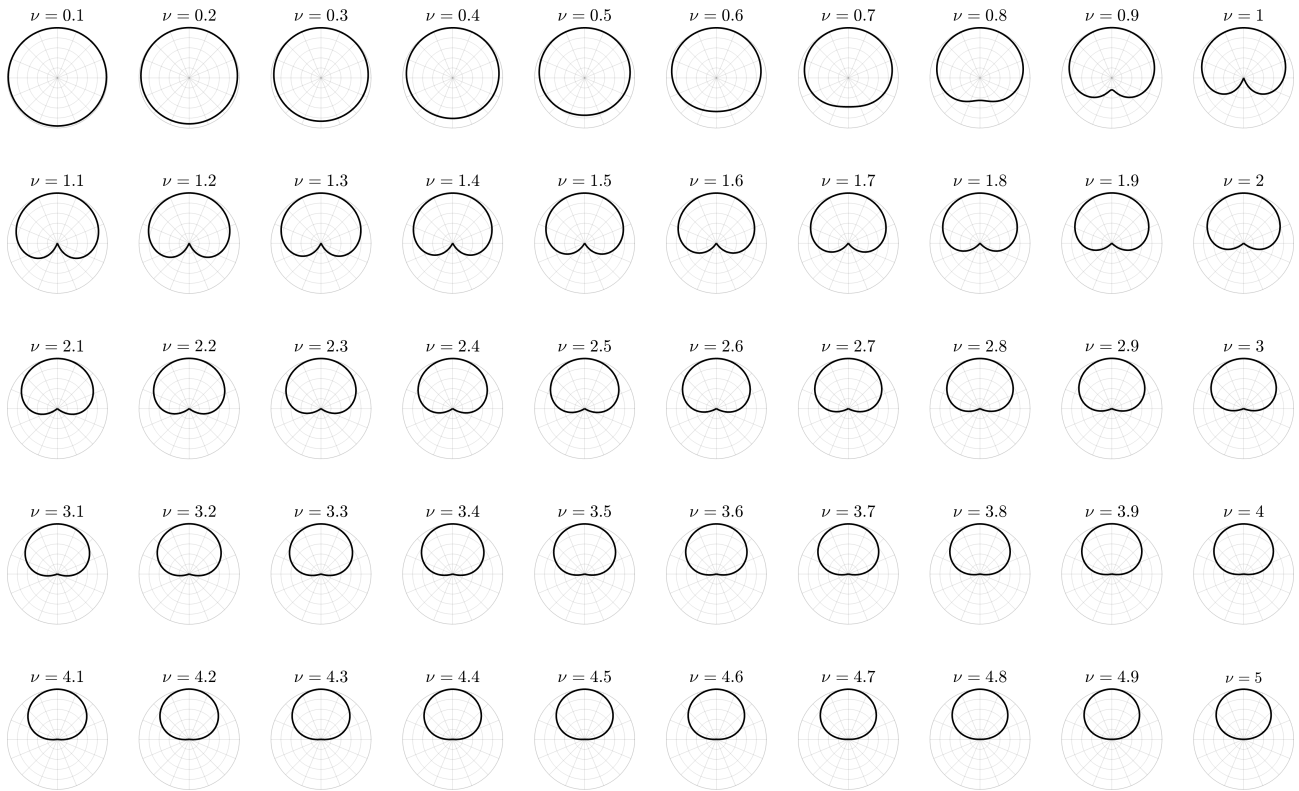 ν = 0.1 ν = 0.2 ν = 0.3 ν = 0.4 ν = 0.5 ν = 0.6 ν = 0.7 ν = 0.8 ν = 0.9 ν = 1
ν = 1.1 ν = 1.2 ν = 1.3 ν = 1.4 ν = 1.5 ν = 1.6 ν = 1.7 ν = 1.8 ν = 1.9 ν = 2
ν = 2.1 ν = 2.2 ν = 2.3 ν = 2.4 ν = 2.5 ν = 2.6 ν = 2.7 ν = 2.8 ν = 2.9 ν = 3
ν = 3.1 ν = 3.2 ν = 3.3 ν = 3.4 ν = 3.5 ν = 3.6 ν = 3.7 ν = 3.8 ν = 3.9 ν = 4
ν = 4.1 ν = 4.2 ν = 4.3 ν = 4.4 ν = 4.5 ν = 4.6 ν = 4.7 ν = 4.8 ν = 4.9 ν = 5